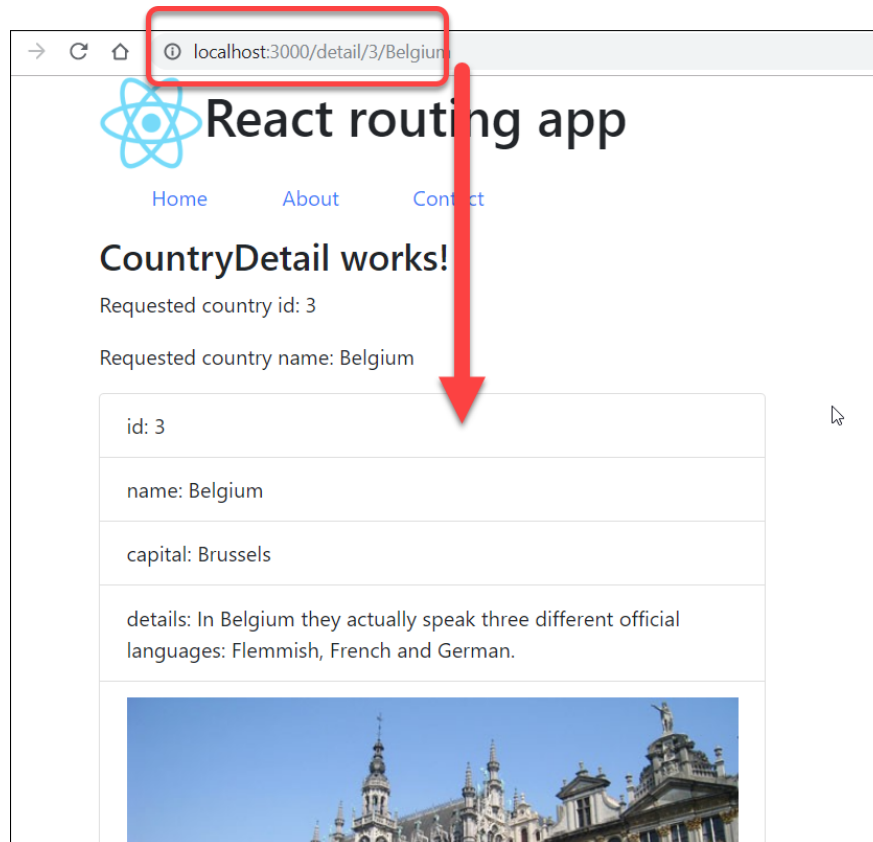 localhost:3000/detail/3/Belgium
React routing app
Home About Contact
CountryDetail works!
Requested country id: 3
Requested country name: Belgium
id: 3
name: Belgium
capital: Brussels
details: In Belgium they actually speak three different official
languages: Flemmish, French and German.